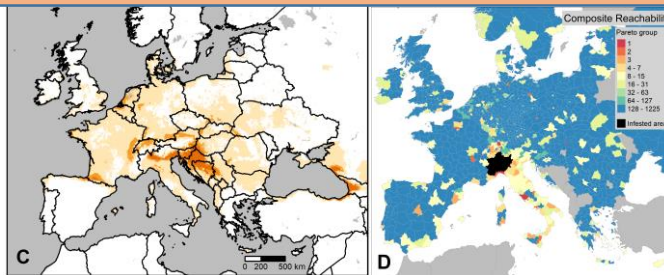 C
0 200 500 km
Composite Reachabilit
Pareto group
1
2
3
4 - 7
8 - 15
16 - 31
32 - 63
64 - 127
128 - 1225
Infested area
D